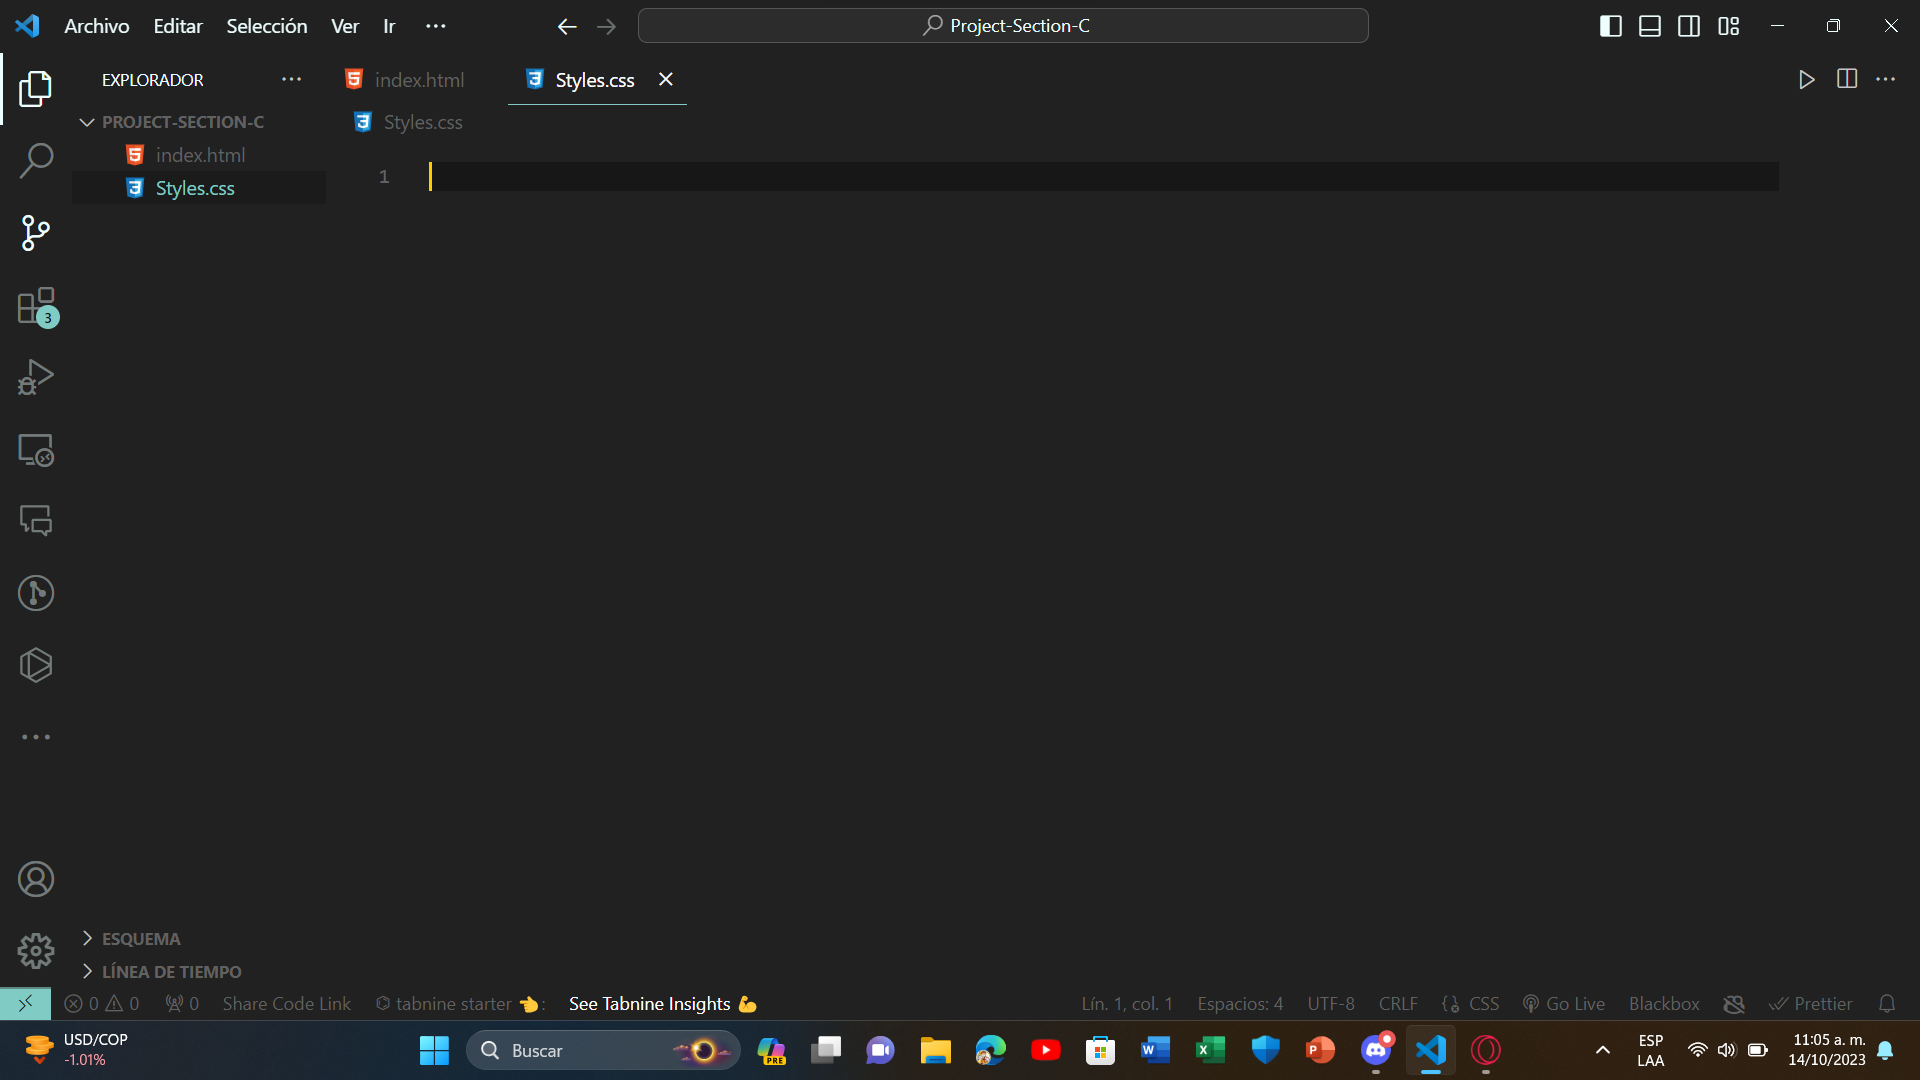 Archivo Editar Selección Ver Ir
Project-Section-C
EXPLORADOR
index.html
Styles.css
PROJECT-SECTION-C
Styles.css
index.html
Styles.css
1
3
ESQUEMA
LÍNEA DE TIEMPO
0 0 0 Share Code Link tabnine starter 👈: See Tabnine Insights 💪 Lín. 1, col. 1 Espacios: 4 UTF-8 CRLF CSS Go Live Blackbox Prettier
USD/COP
-1.01%
Buscar
PRE
ESP
LAA
11:05 a. m.
14/10/2023